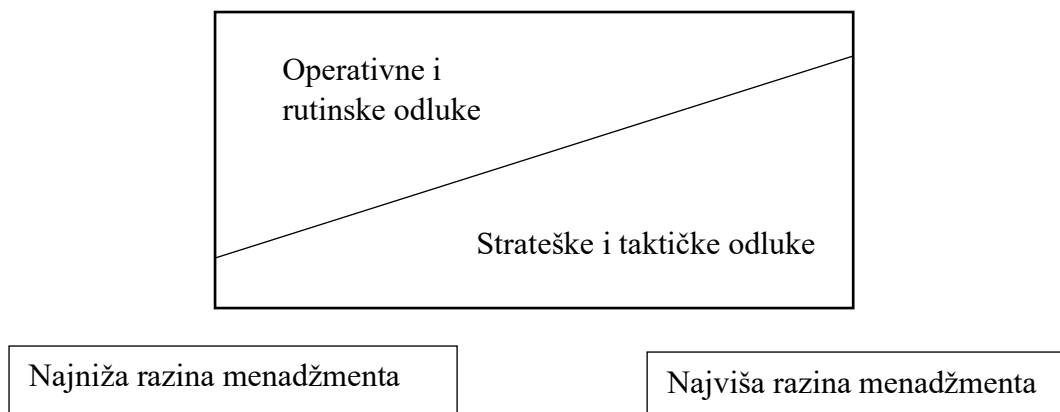 Operativne i
rutinske odluke
Strateške i taktičke odluke
Najniža razina menadžmenta
Najviša razina menadžmenta